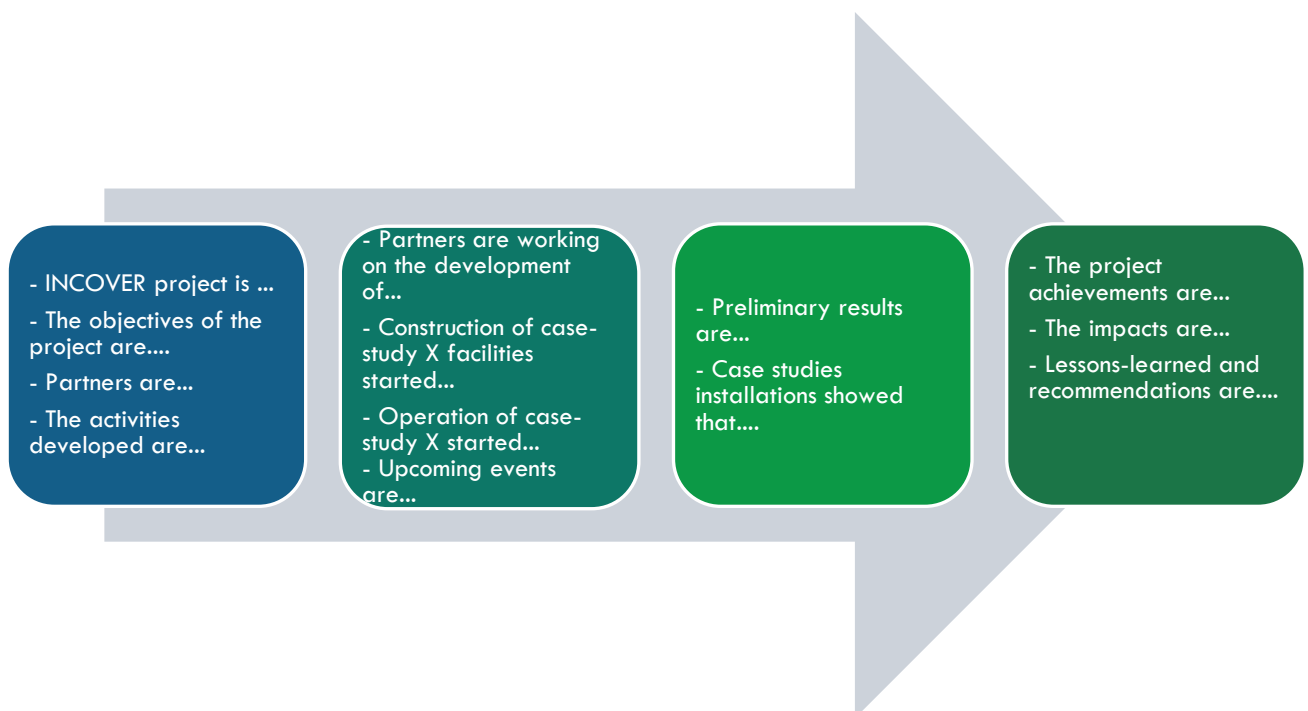 - INCOVER project is ...
- The objectives of the
project are....
- Partners are...
- The activities
developed are...
- Partners are working
on the development
of...
- Construction of case-
study X facilities
started...
- Operation of case-
study X started...
- Upcoming events
are...
- Preliminary results
are...
- Case studies
installations showed
that....
- The project
achievements are...
- The impacts are...
- Lessons-learned and
recommendations are....